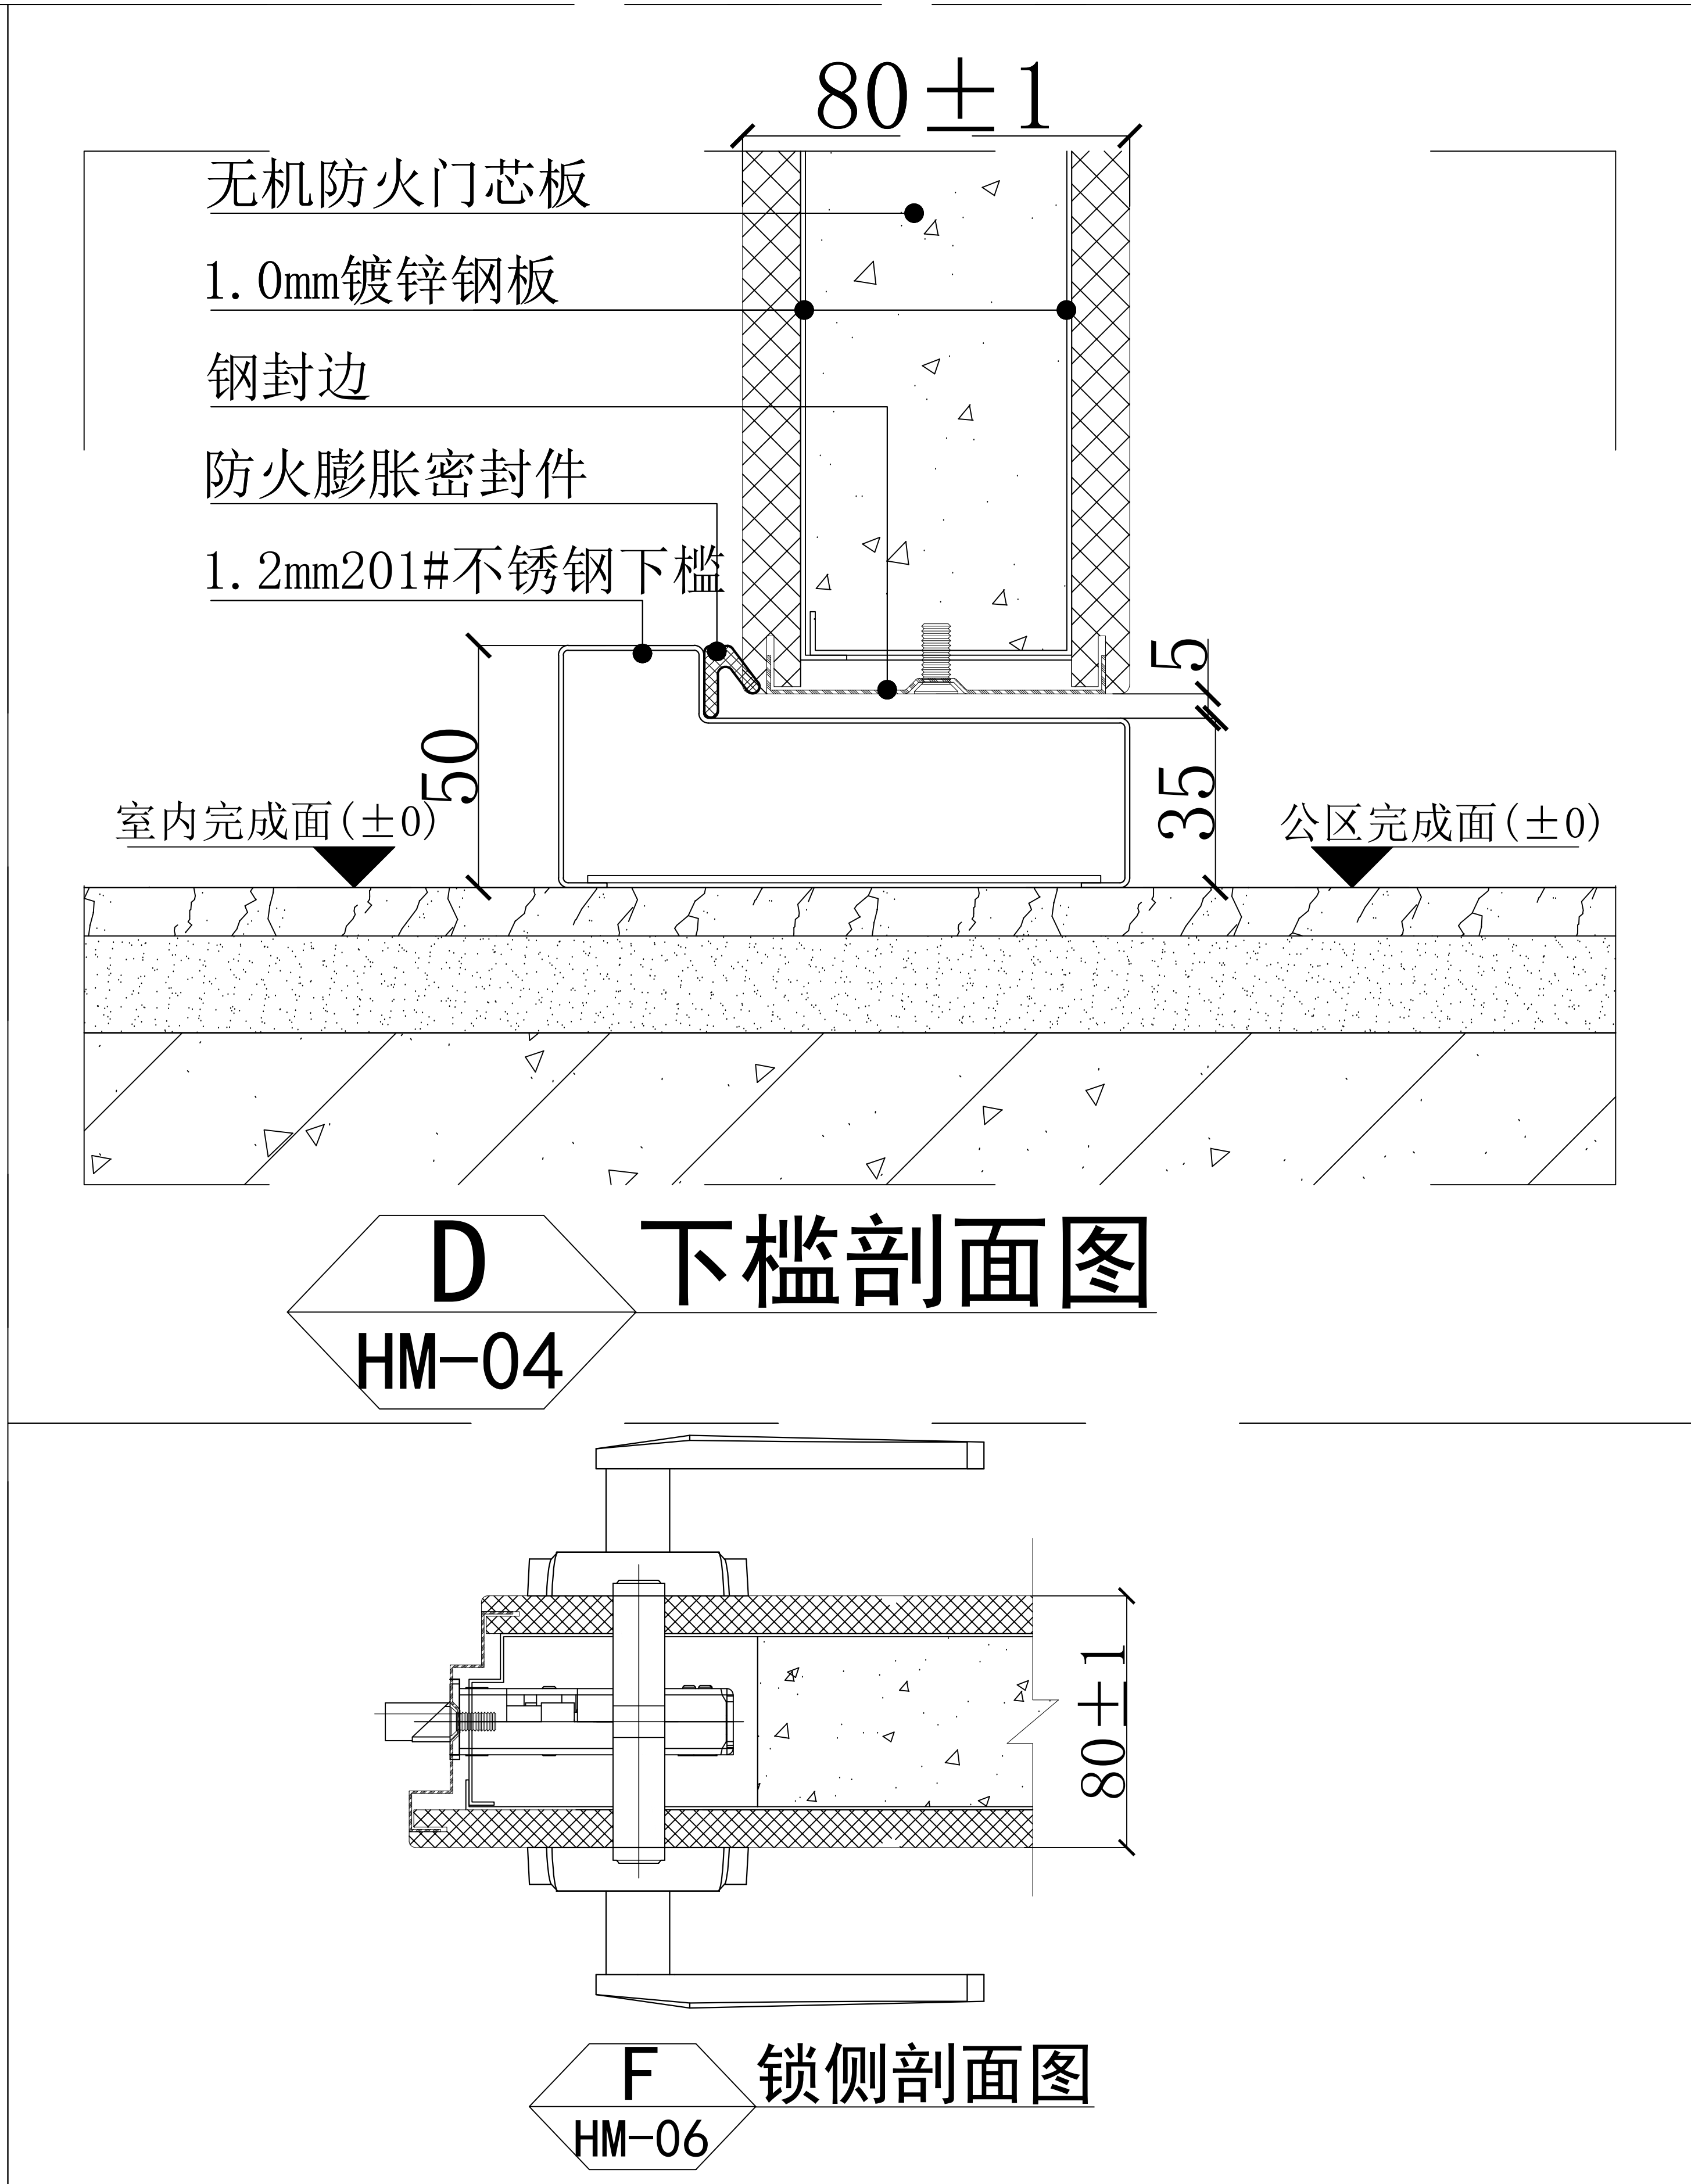 80±1
无机防火门芯板
1.0mm镀锌钢板
钢封边
防火膨胀密封件
1.2mm201#不锈钢下槛
5
50
35
室内完成面(±0)
公区完成面(±0)
D
下槛剖面图
HM-04
80±1
F
锁侧剖面图
HM-06